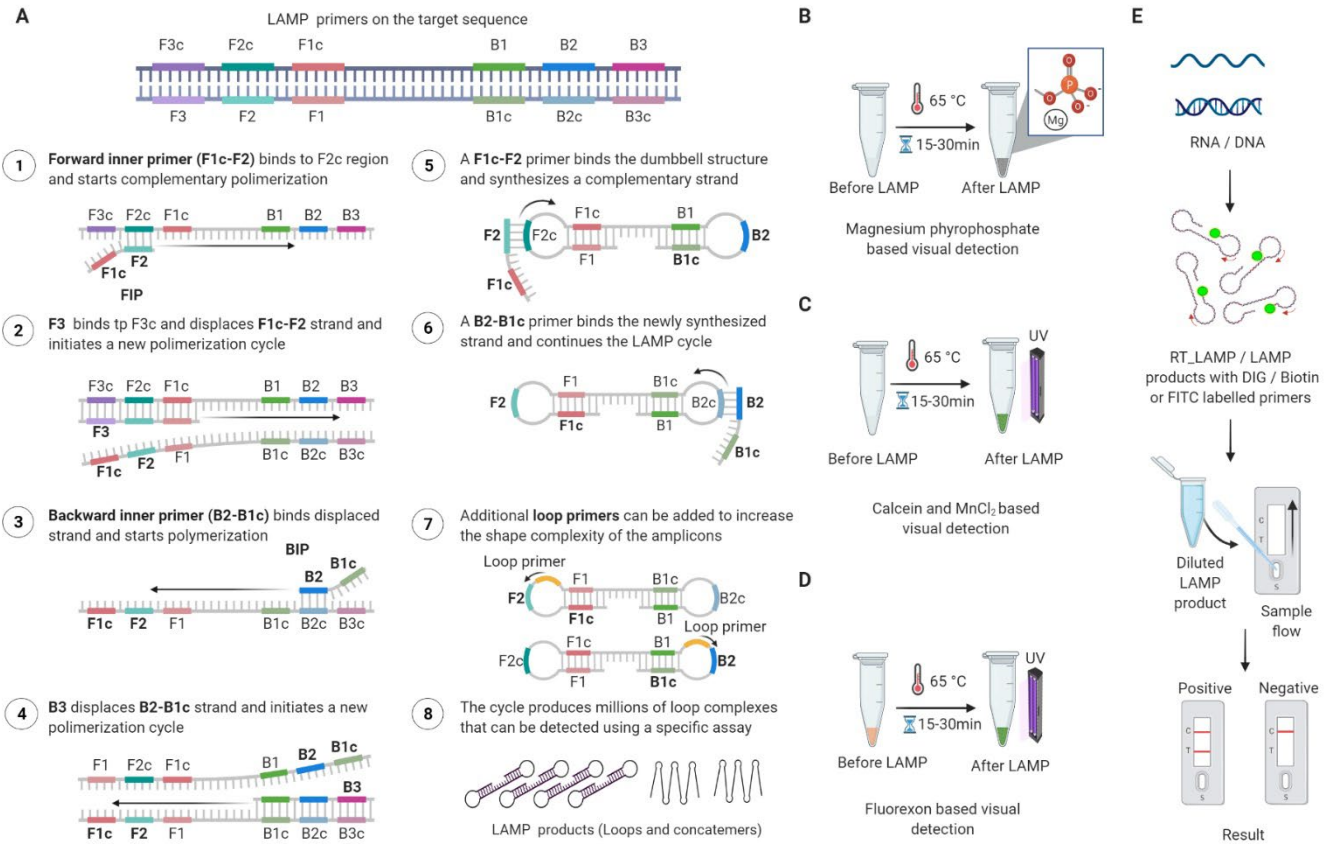 A
LAMP primers on the target sequence
F3c F2c F1c B1 B2 B3
F3 F2 F1 B1c B2c B3c
1
Forward inner primer (F1c-F2) binds to F2c region
and starts complementary polimerization
F3c F2c F1c B1 B2 B3
F2
F1c
FIP
2
F3 binds tp F3c and displaces F1c-F2 strand and
initiates a new polimerization cycle
F3c F2c F1c B1 B2 B3
F3
F1c F2 F1 B1c B2c B3c
3
Backward inner primer (B2-B1c) binds displaced
strand and starts polymerization
BIP
B2 B1c
F1c F2 F1 B1c B2c B3c
4
B3 displaces B2-B1c strand and initiates a new
polimerization cycle
F1 F2c F1c B1 B2 B1c
B3
F1c F2 F1 B1c B2c B3c
5
A F1c-F2 primer binds the dumbbell structure
and synthesizes a complementary strand
F2 F2c F1c B1 B2
F1 B1c
F1c
6
A B2-B1c primer binds the newly synthesized
strand and continues the LAMP cycle
F2 F1 B1c B2c B2
F1c B1
B1c
7
Additional loop primers can be added to increase
the shape complexity of the amplicons
Loop primer
F2 F1 B1c B2c
F1c B1
Loop primer
F2c F1c B1 B2
F1 B1c
8
The cycle produces millions of loop complexes
that can be detected using a specific assay
LAMP products (Loops and concatemers)
B
65 °C
15-30min
Before LAMP After LAMP
O
O P O-
O-
Mg
Magnesium phyrophosphate
based visual detection
C
65 °C
15-30min
UV
Before LAMP After LAMP
Calcein and MnCl2 based
visual detection
D
65 °C
15-30min
UV
Before LAMP After LAMP
Fluorexon based visual
detection
E
RNA / DNA
RT_LAMP / LAMP
products with DIG / Biotin
or FITC labelled primers
C
T
S
Diluted
LAMP
product
Sample
flow
Positive Negative
C C
T T
S S
Result